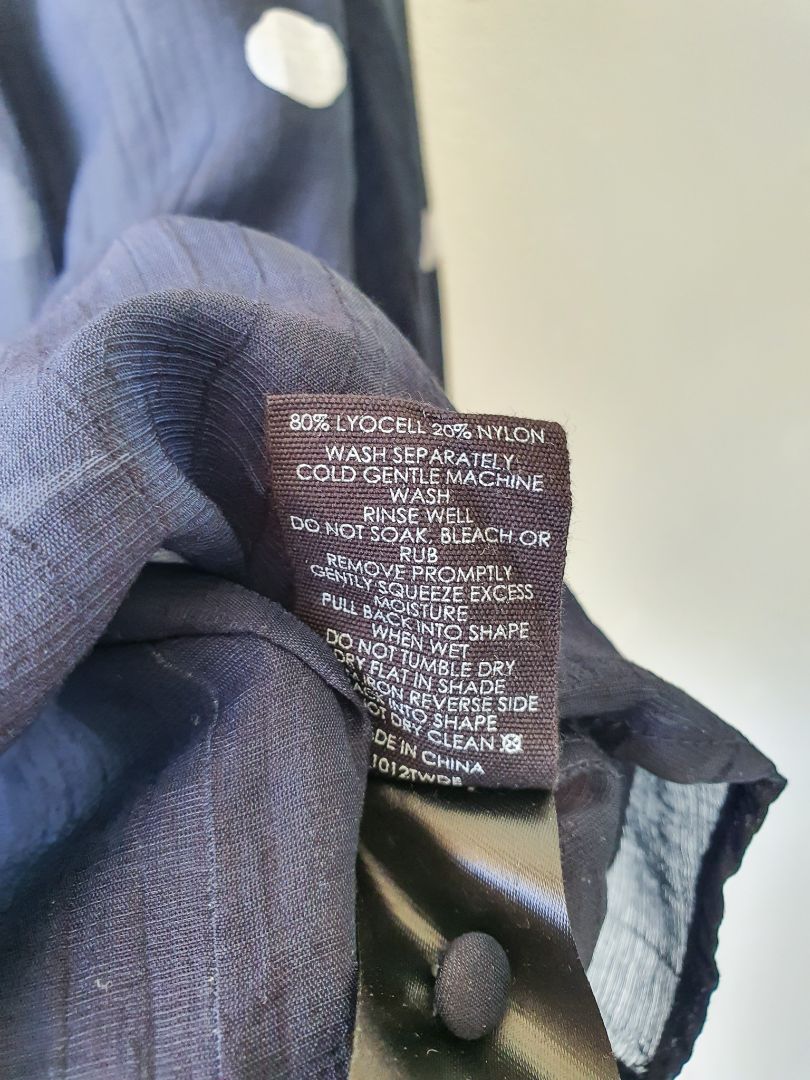 80% LYOCELL 20% NYLON
WASH SEPARATELY,
COLD GENTLE MACHINE
WASH
RINSE WELL
DO NOT SOAK, BLEACH OR
RUB
REMOVE PROMPTLY
GENTLY SQUEEZE EXCESS
MOISTURE
PULL BACK INTO SHAPE
WHEN WET
DO NOT TUMBLE DRY
DRY FLAT IN SHADE
IRON REVERSE SIDE
INTO SHAPE
DRY CLEAN
IN CHINA